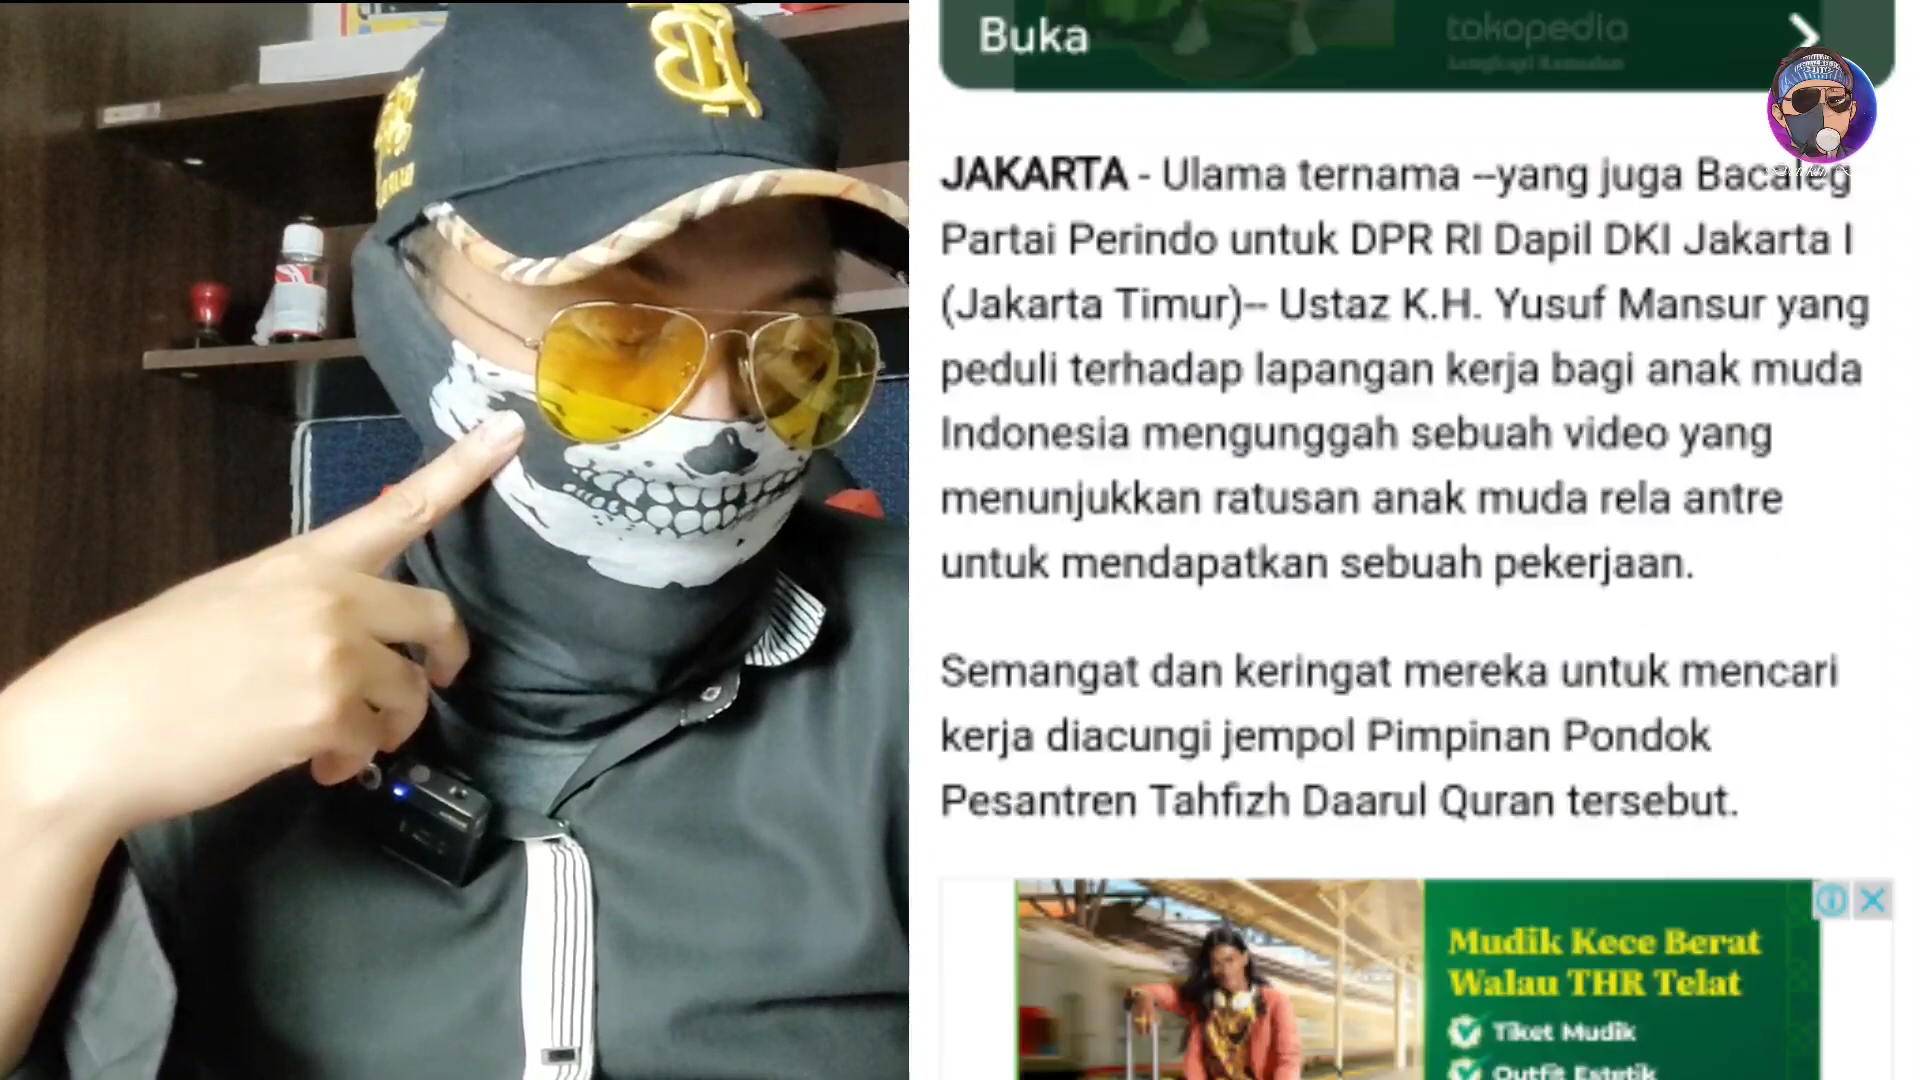 Buka
tokopedia
JAKARTA - Ulama ternama --yang juga Bacaleg
Partai Perindo untuk DPR RI Dapil DKI Jakarta I
(Jakarta Timur)-- Ustaz K.H. Yusuf Mansur yang
peduli terhadap lapangan kerja bagi anak muda
Indonesia mengunggah sebuah video yang
menunjukkan ratusan anak muda rela antre
untuk mendapatkan sebuah pekerjaan.
Semangat dan keringat mereka untuk mencari
kerja diacungi jempol Pimpinan Pondok
Pesantren Tahfizh Daarul Quran tersebut.
Mudik Kece Berat
Walau THR Telat
Tiket Mudik
Outfit Estetik